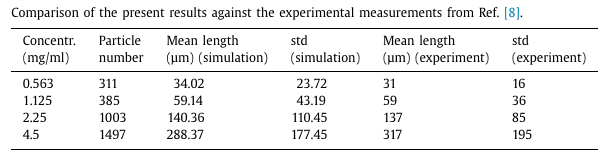 Comparison of the present results against the experimental measurements from Ref. [8].
Concentr. Particle Mean length std Mean length std
(mg/ml) number (μm) (simulation) (simulation) (μm) (experiment) (experiment)
0.563 311 34.02 23.72 31 16
1.125 385 59.14 43.19 59 36
2.25 1003 140.36 110.45 137 85
4.5 1497 288.37 177.45 317 195